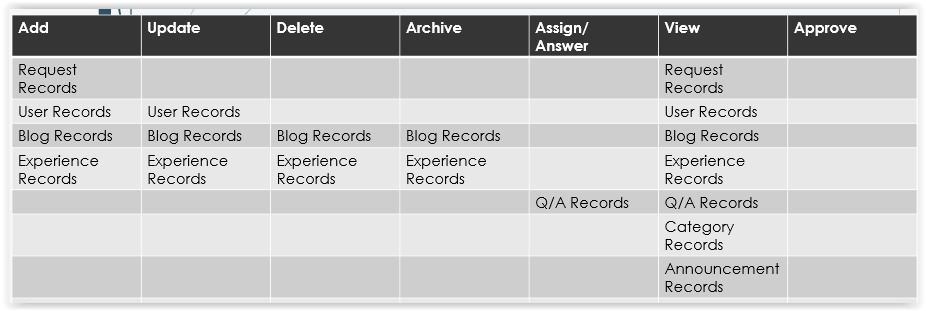 Add Update Delete Archive Assign/ Answer View Approve
Request Records Request Records
User Records User Records User Records
Blog Records Blog Records Blog Records Blog Records Blog Records
Experience Records Experience Records Experience Records Experience Records Experience Records
Q/A Records Q/A Records
Category Records
Announcement Records